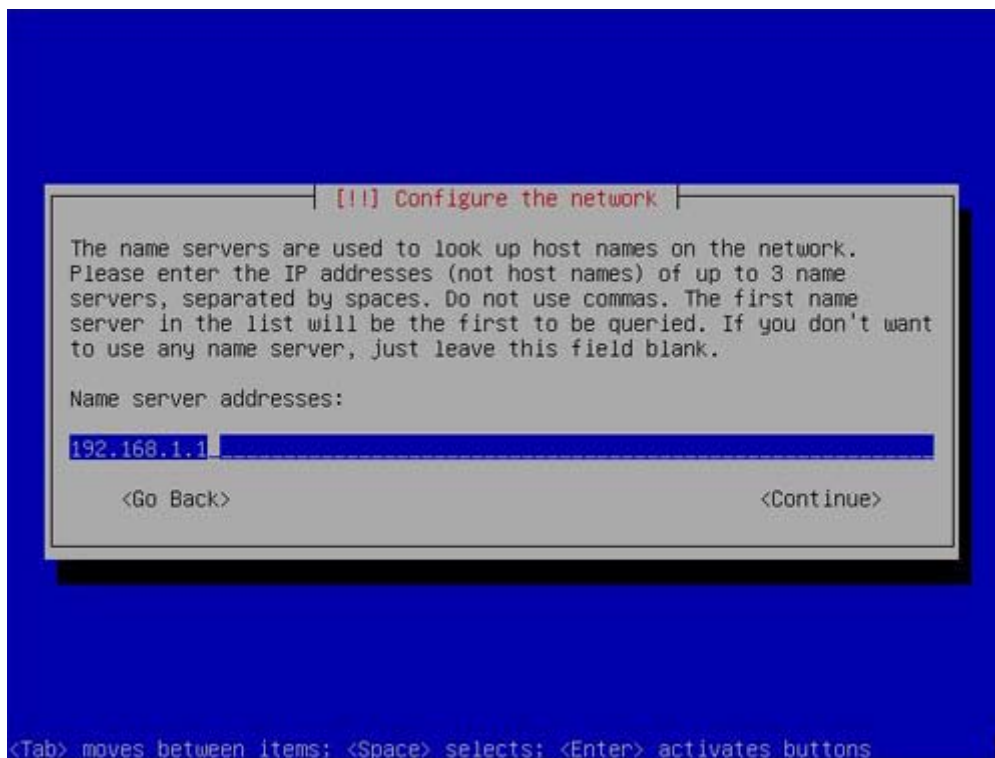 [!!] Configure the network
The name servers are used to look up host names on the network.
Please enter the IP addresses (not host names) of up to 3 name
servers, separated by spaces. Do not use commas. The first name
server in the list will be the first to be queried. If you don't want
to use any name server, just leave this field blank.
Name server addresses:
192.168.1.1
<Go Back> <Continue>
<Tab> moves between items; <Space> selects; <Enter> activates buttons